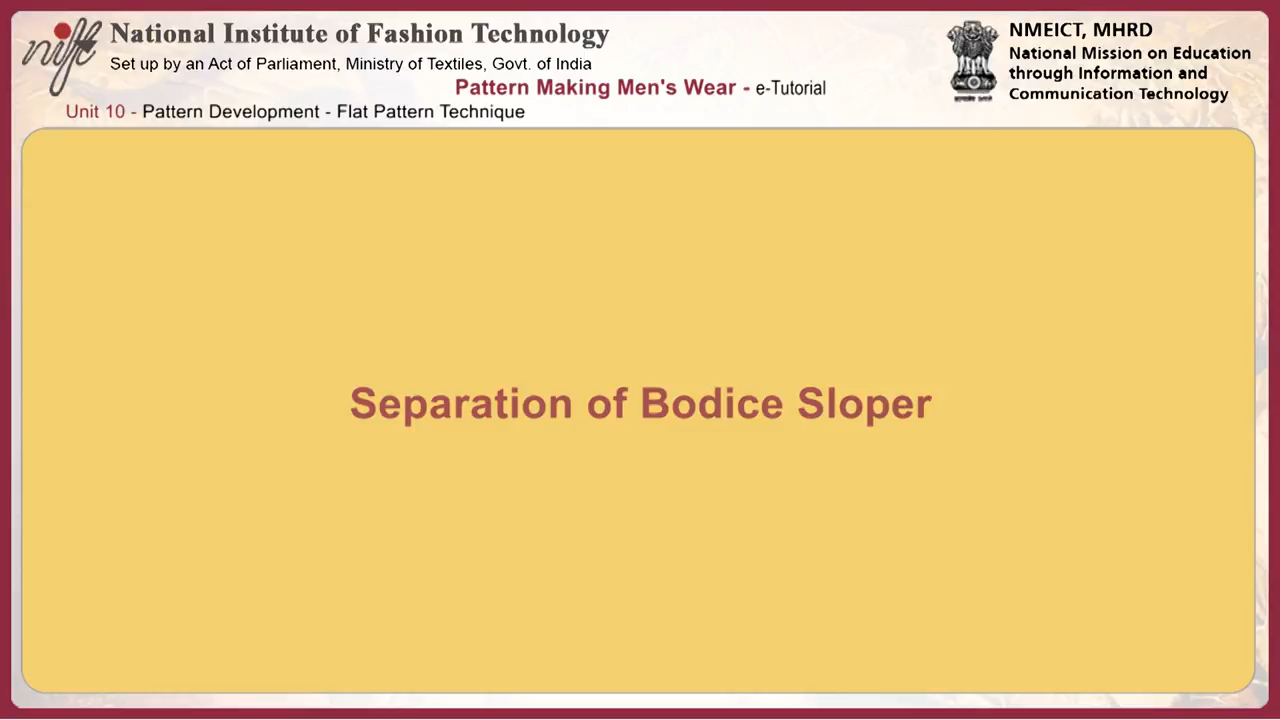 nift
National Institute of Fashion Technology
Set up by an Act of Parliament, Ministry of Textiles, Govt. of India
Pattern Making Men's Wear - e-Tutorial
Unit 10 - Pattern Development - Flat Pattern Technique
NMEICT, MHRD
National Mission on Education
through Information and
Communication Technology
Separation of Bodice Sloper